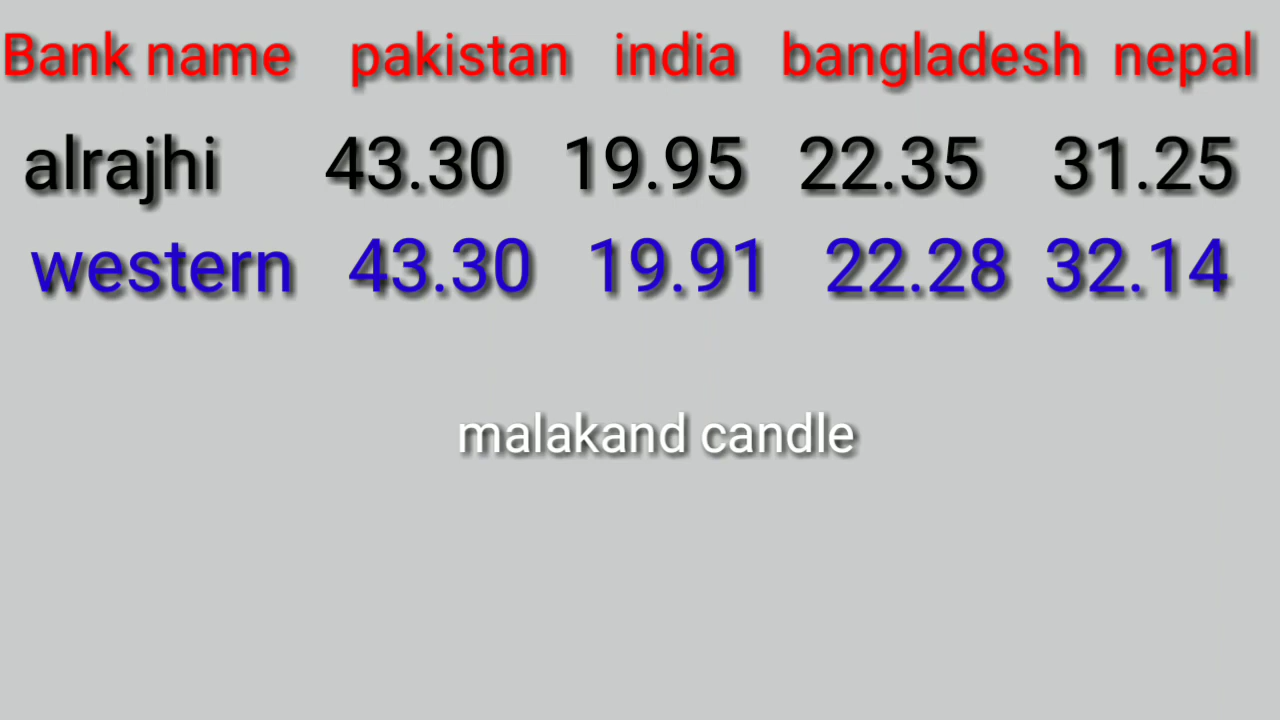 Bank name pakistan india bangladesh nepal
alrajhi 43.30 19.95 22.35 31.25
western 43.30 19.91 22.28 32.14
malakand candle